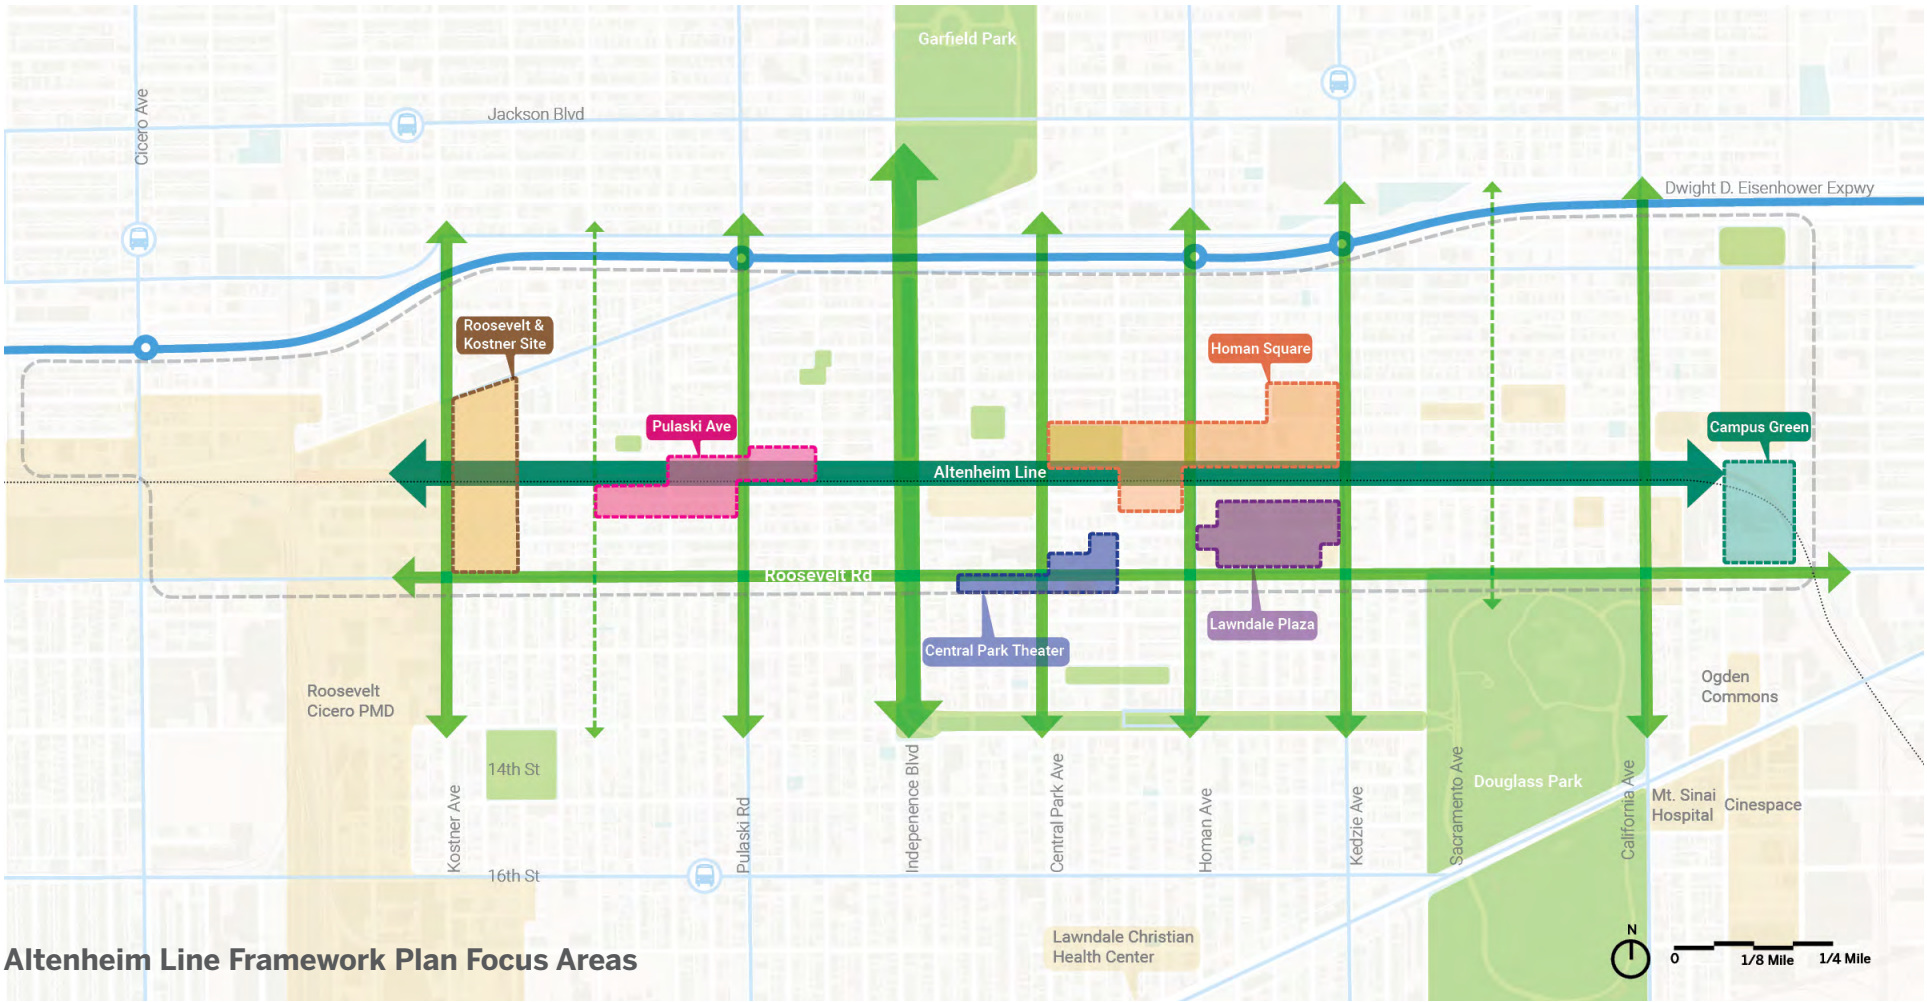 Garfield Park
Cicero Ave
Jackson Blvd
Dwight D. Eisenhower Expwy
Roosevelt &
Kostner Site
Homan Square
Pulaski Ave
Campus Green
Altenheim Line
Roosevelt Rd
Lawndale Plaza
Central Park Theater
Roosevelt
Cicero PMD
Ogden
Commons
14th St
Kostner Ave
Pulaski Rd
Indepenence Blvd
Central Park Ave
Homan Ave
Kedzie Ave
Sacramento Ave
Douglass Park
California Ave
Mt. Sinai
Hospital
Cinespace
16th St
Lawndale Christian
Health Center
N
0
1/8 Mile
1/4 Mile
Altenheim Line Framework Plan Focus Areas